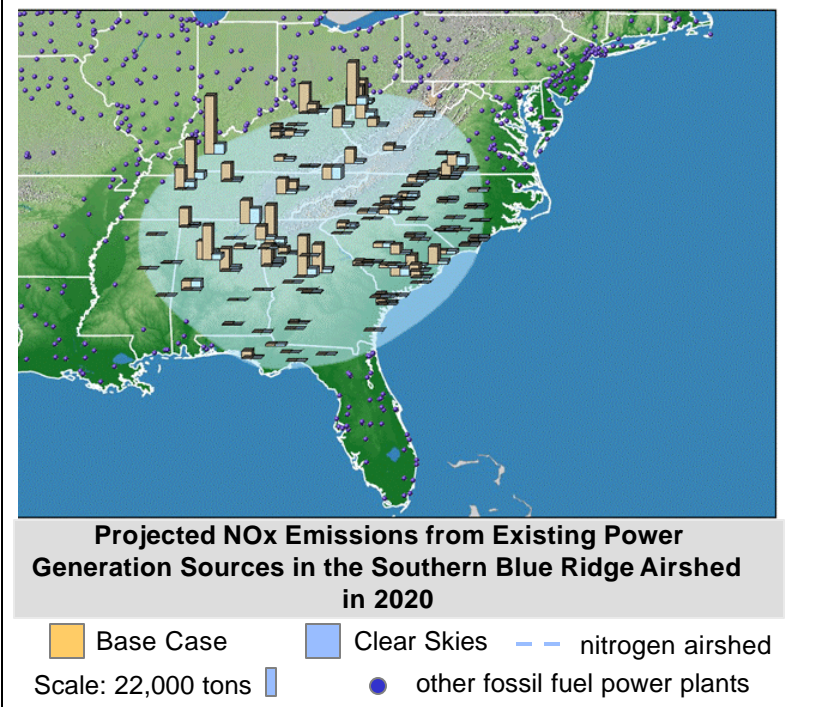 Projected NOx Emissions from Existing Power
Generation Sources in the Southern Blue Ridge Airshed
in 2020
Base Case
Clear Skies
nitrogen airshed
Scale: 22,000 tons
other fossil fuel power plants